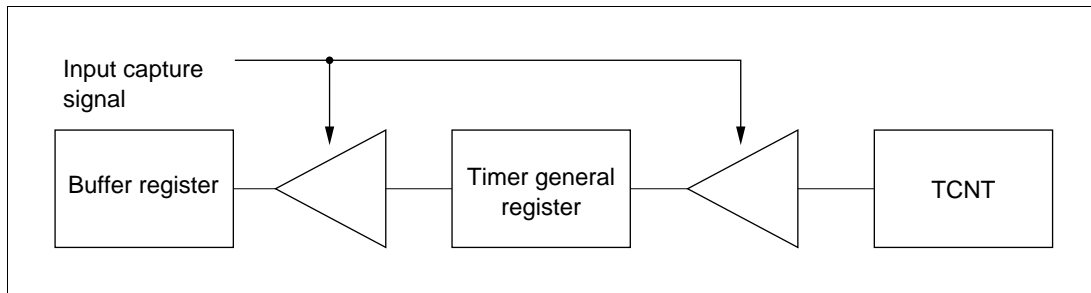 Input capture
signal
Buffer register
Timer general
register
TCNT